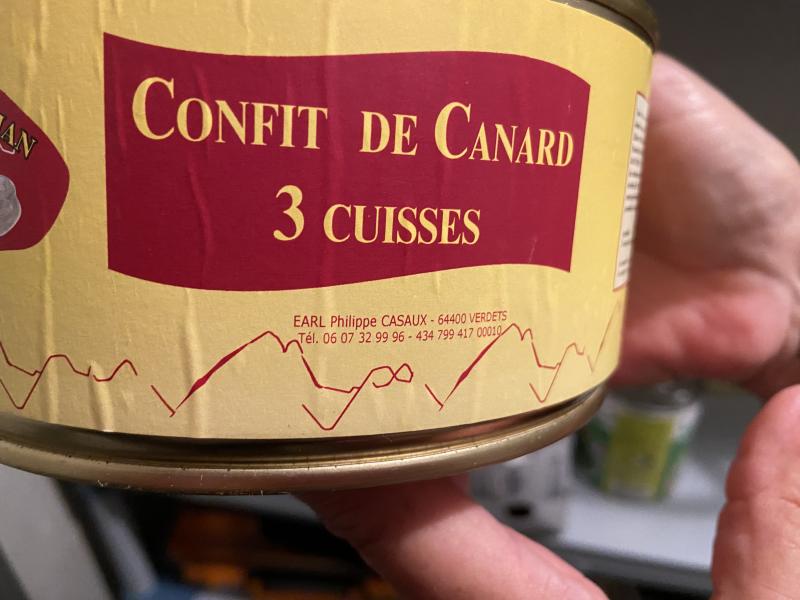 CONFIT DE CANARD
3 CUISSES
EARL Philippe CASAUX - 64400 VERDETS
Tél. 06 07 32 99 96 - 434 799 417 00010